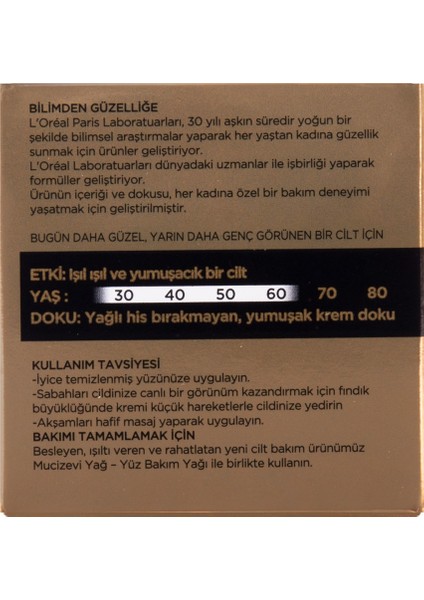 BİLİMDEN GÜZELLİĞE
L'Oréal Paris Laboratuarları, 30 yılı aşkın süredir yoğun bir
şekilde bilimsel araştırmalar yaparak her yaştan kadına güzellik
sunmak için ürünler geliştiriyor.
L'Oréal Laboratuarları dünyadaki uzmanlar ile işbirliği yaparak
formüller geliştiriyor.
Ürünün içeriği ve dokusu, her kadına özel bir bakım deneyimi
yaşatmak için geliştirilmiştir.
BUGÜN DAHA GÜZEL, YARIN DAHA GENÇ GÖRÜNEN BİR CİLT İÇİN
ETKİ: Işıl ışıl ve yumuşacık bir cilt
YAŞ : 30 40 50 60 70 80
DOKU: Yağlı his bırakmayan, yumuşak krem doku
KULLANIM TAVSİYESİ
-İyice temizlenmiş yüzünüze uygulayın.
-Sabahları cildinize canlı bir görünüm kazandırmak için fındık
büyüklüğünde kremi küçük hareketlerle cildinize yedirin
-Akşamları hafif masaj yaparak uygulayın.
BAKIMI TAMAMLAMAK İÇİN
Besleyen, ışıltı veren ve rahatlatan yeni cilt bakım ürünümüz
Mucizevi Yağ – Yüz Bakım Yağı ile birlikte kullanın.